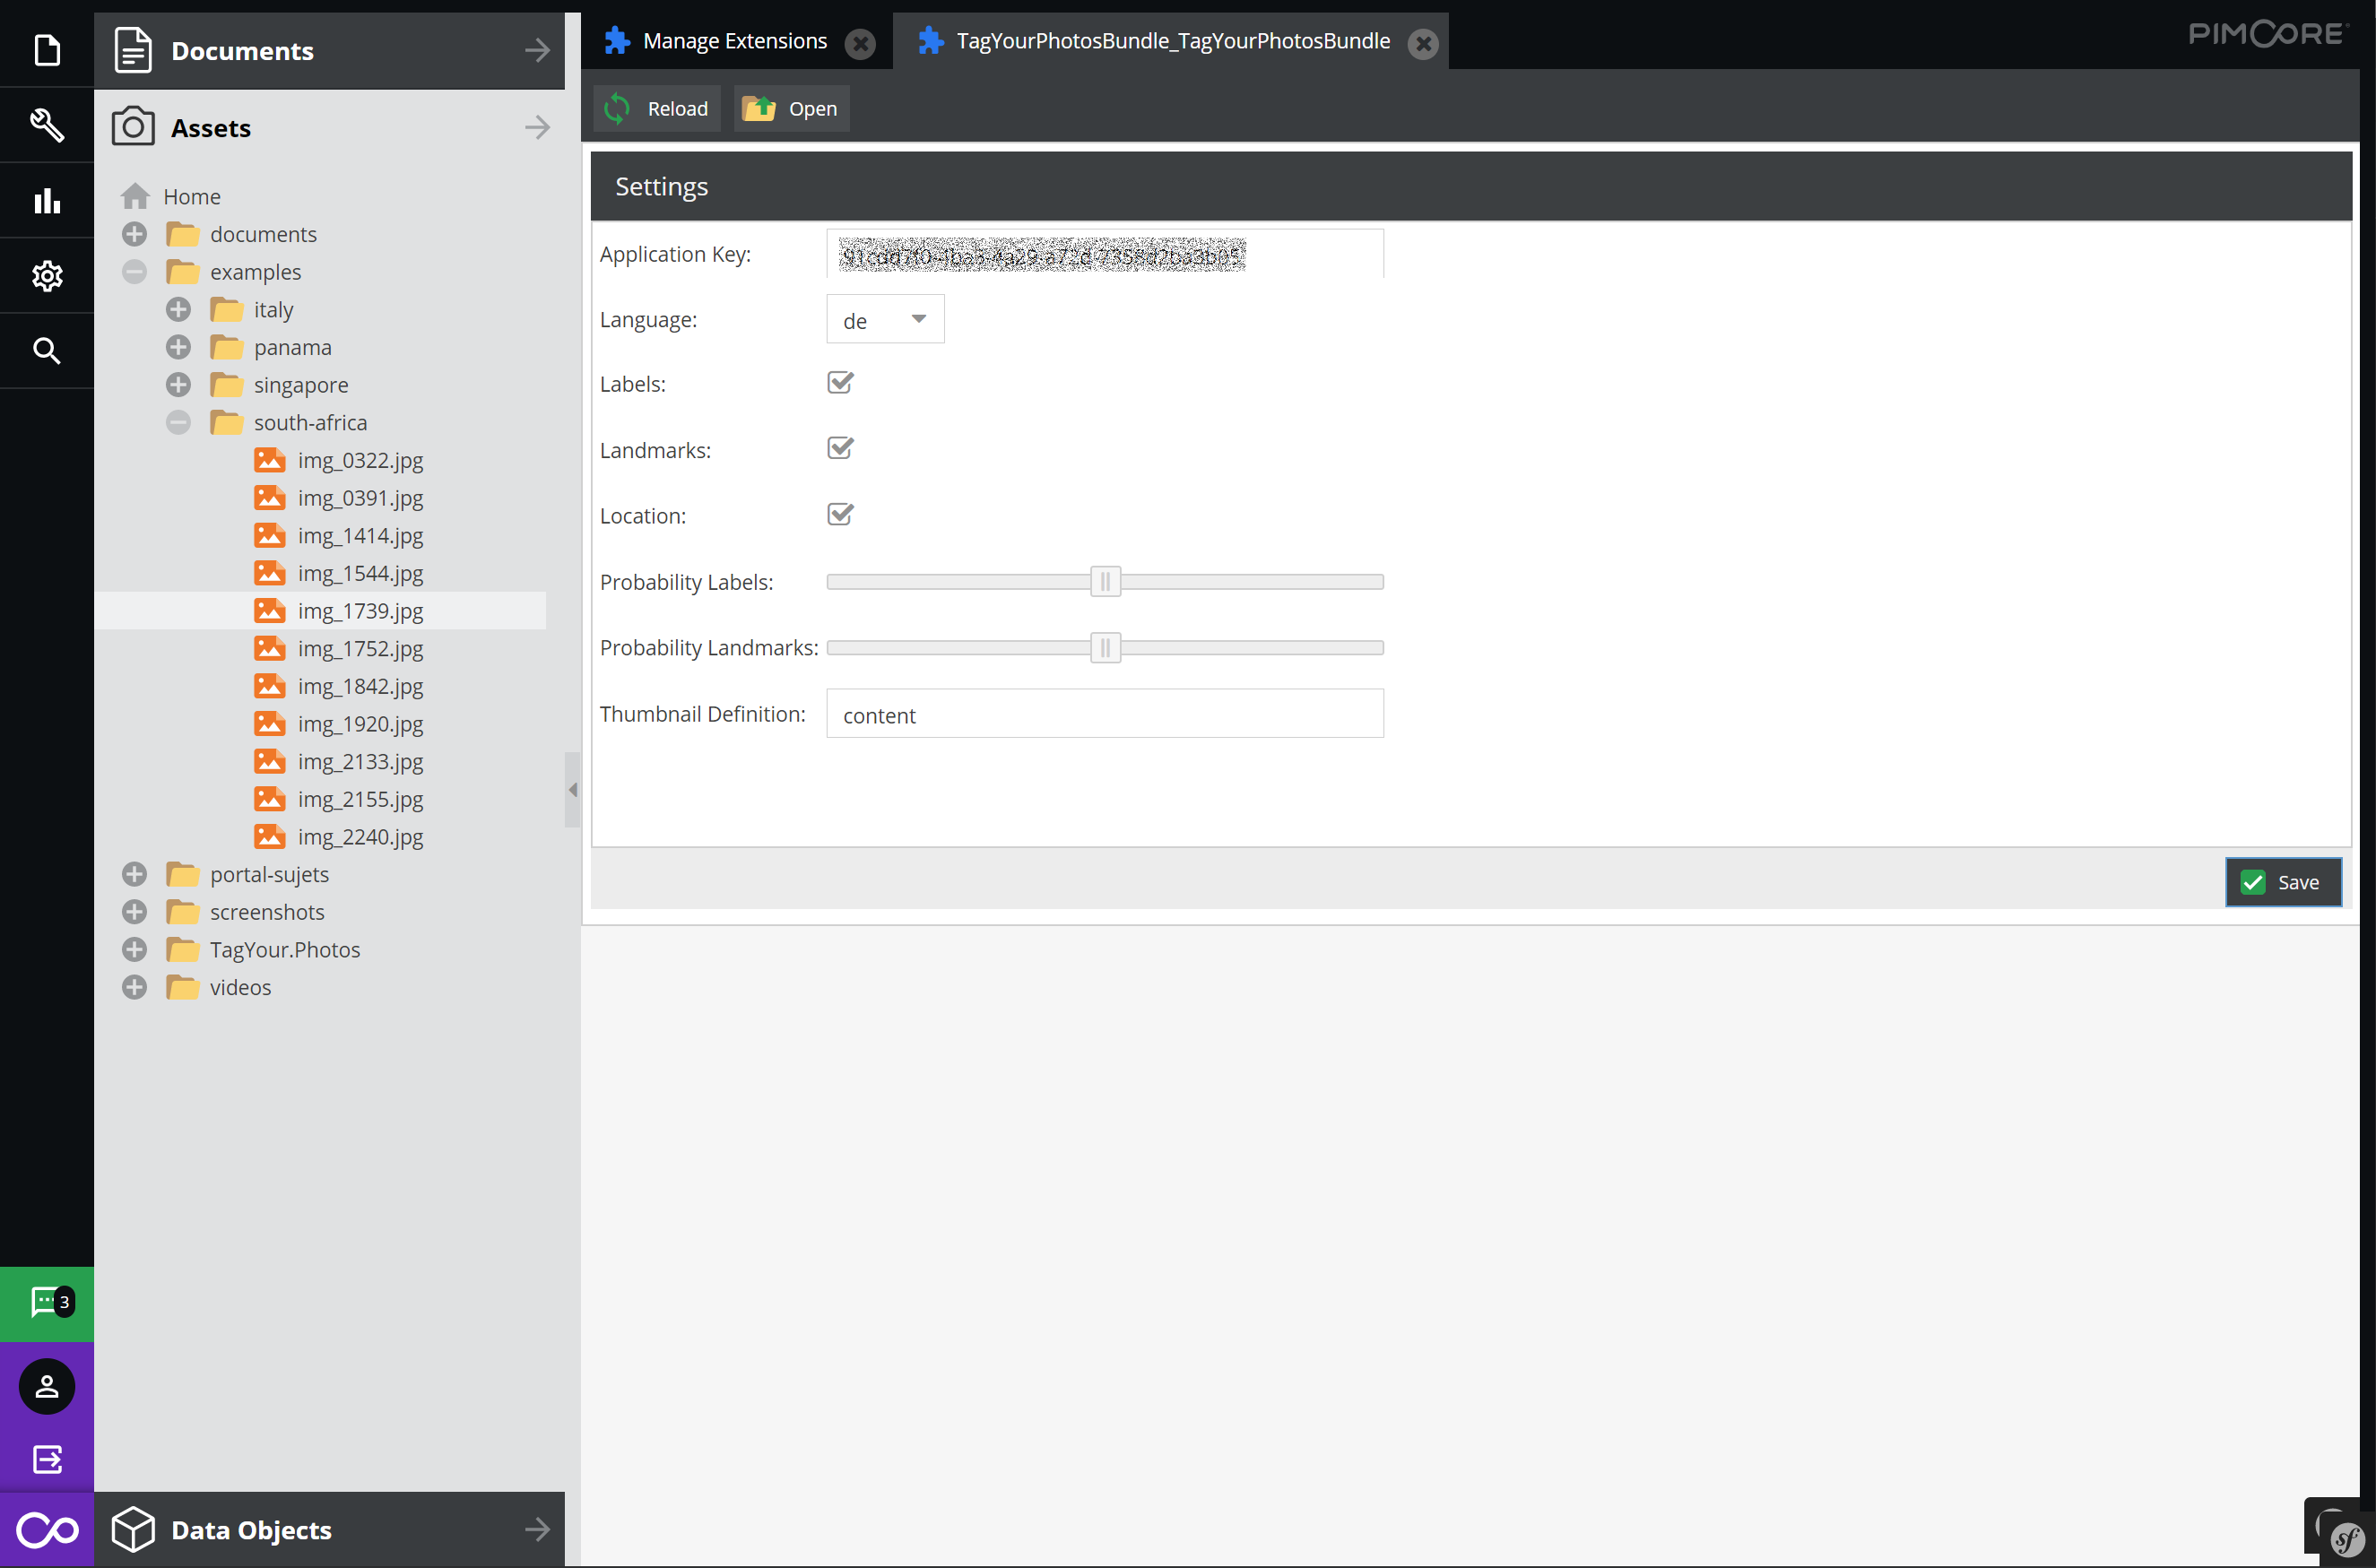 Documents
Assets
Home
documents
examples
italy
panama
singapore
south-africa
img_0322.jpg
img_0391.jpg
img_1414.jpg
img_1544.jpg
img_1739.jpg
img_1752.jpg
img_1842.jpg
img_1920.jpg
img_2133.jpg
img_2155.jpg
img_2240.jpg
portal-sujets
screenshots
TagYour.Photos
videos
3
Data Objects
Manage Extensions
TagYourPhotosBundle_TagYourPhotosBundle
PIMCORE
Reload
Open
Settings
Application Key:
Language:
de
Labels:
Landmarks:
Location:
Probability Labels:
Probability Landmarks:
Thumbnail Definition:
content
Save
sf